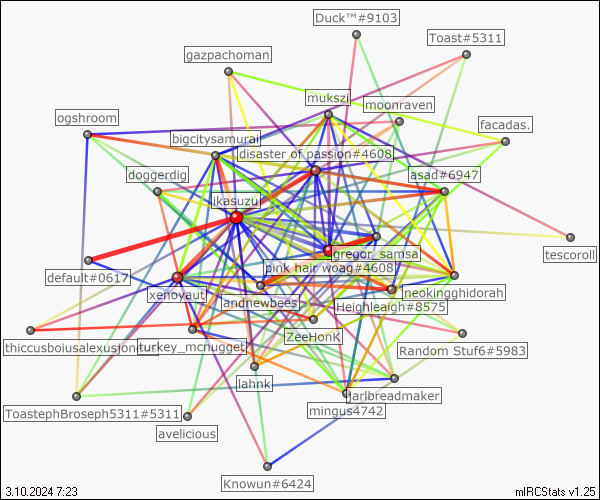 Duck™#9103
Toast#5311
gazpachoman
mukszi
moonraven
ogshroom
facadas.
bigcitysamurai
disaster of passion#4608
doggerdig
asad#6947
ikasuzu
gregor_samsa
tescoroll
default#0617
pink hair woag#4608
xenoyaut
neokingghidorah
andnewbees
Heighleaigh#8575
ZeeHonK
thiccusboiusalexusjone
turkey_mcnugget
Random Stuf6#5983
lahnk
jarlbreadmaker
mingus4742
ToastephBroseph5311#5311
avelicious
Knowun#6424
3.10.2024 7:23
mIRCStats v1.25